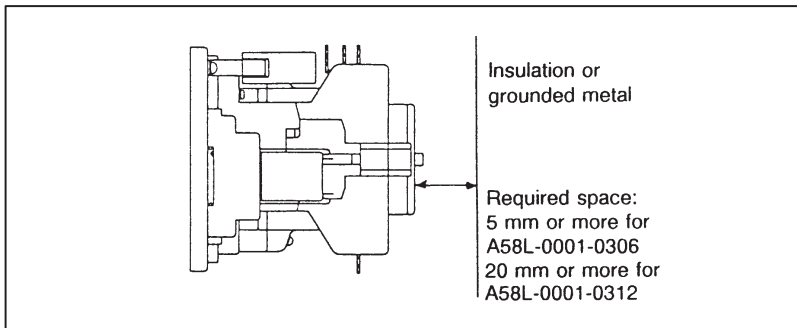 Insulation or
grounded metal
Required space:
5 mm or more for
A58L-0001-0306
20 mm or more for
A58L-0001-0312